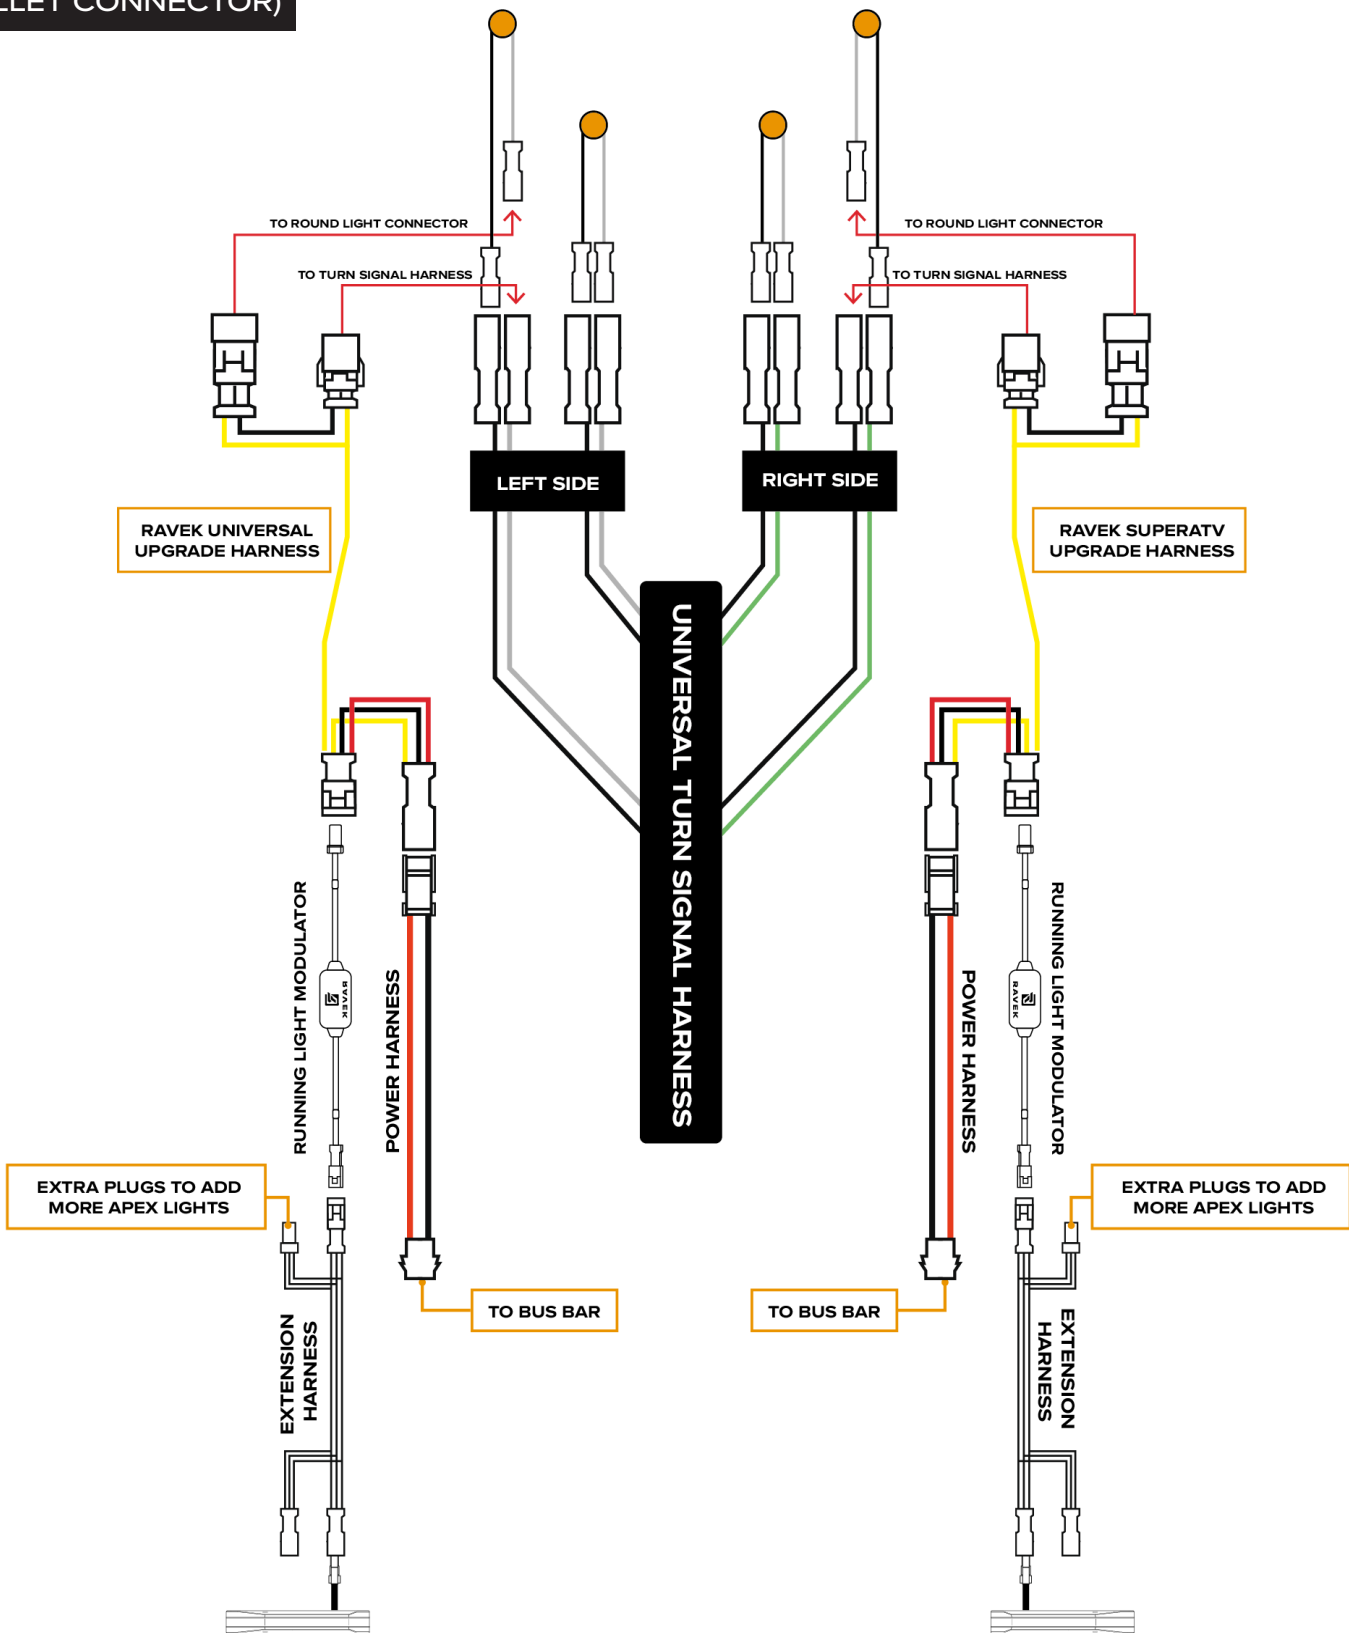 LLET CONNECTOR)
TO ROUND LIGHT CONNECTOR
TO ROUND LIGHT CONNECTOR
TO TURN SIGNAL HARNESS
TO TURN SIGNAL HARNESS
LEFT SIDE
RIGHT SIDE
RAVEK UNIVERSAL
UPGRADE HARNESS
RAVEK SUPERATV
UPGRADE HARNESS
UNIVERSAL TURN SIGNAL HARNESS
RUNNING LIGHT MODULATOR
RAVEK
POWER HARNESS
POWER HARNESS
RAVEK
RUNNING LIGHT MODULATOR
EXTRA PLUGS TO ADD
MORE APEX LIGHTS
EXTRA PLUGS TO ADD
MORE APEX LIGHTS
TO BUS BAR
TO BUS BAR
EXTENSION
HARNESS
EXTENSION
HARNESS